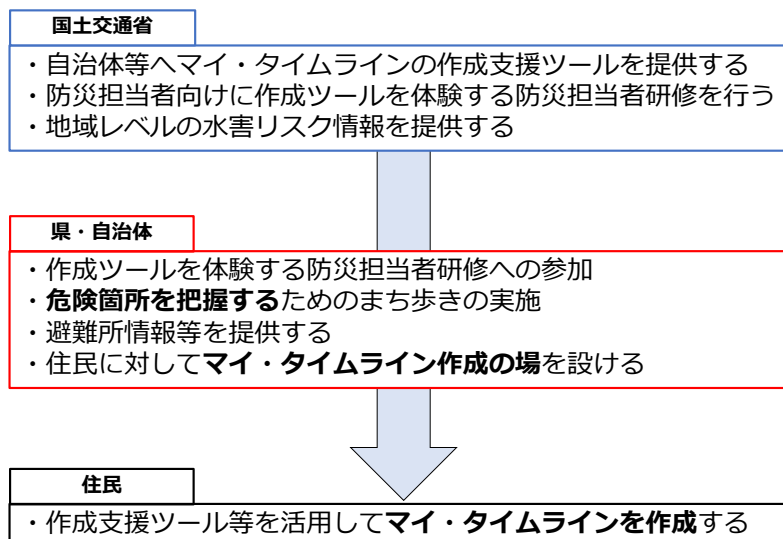 国土交通省
・自治体等へマイ・タイムラインの作成支援ツールを提供する
・防災担当者向けに作成ツールを体験する防災担当者研修を行う
・地域レベルの水害リスク情報を提供する
県・自治体
・作成ツールを体験する防災担当者研修への参加
・危険箇所を把握するためのまち歩きの実施
・避難所情報等を提供する
・住民に対してマイ・タイムライン作成の場を設ける
住民
・作成支援ツール等を活用してマイ・タイムラインを作成する